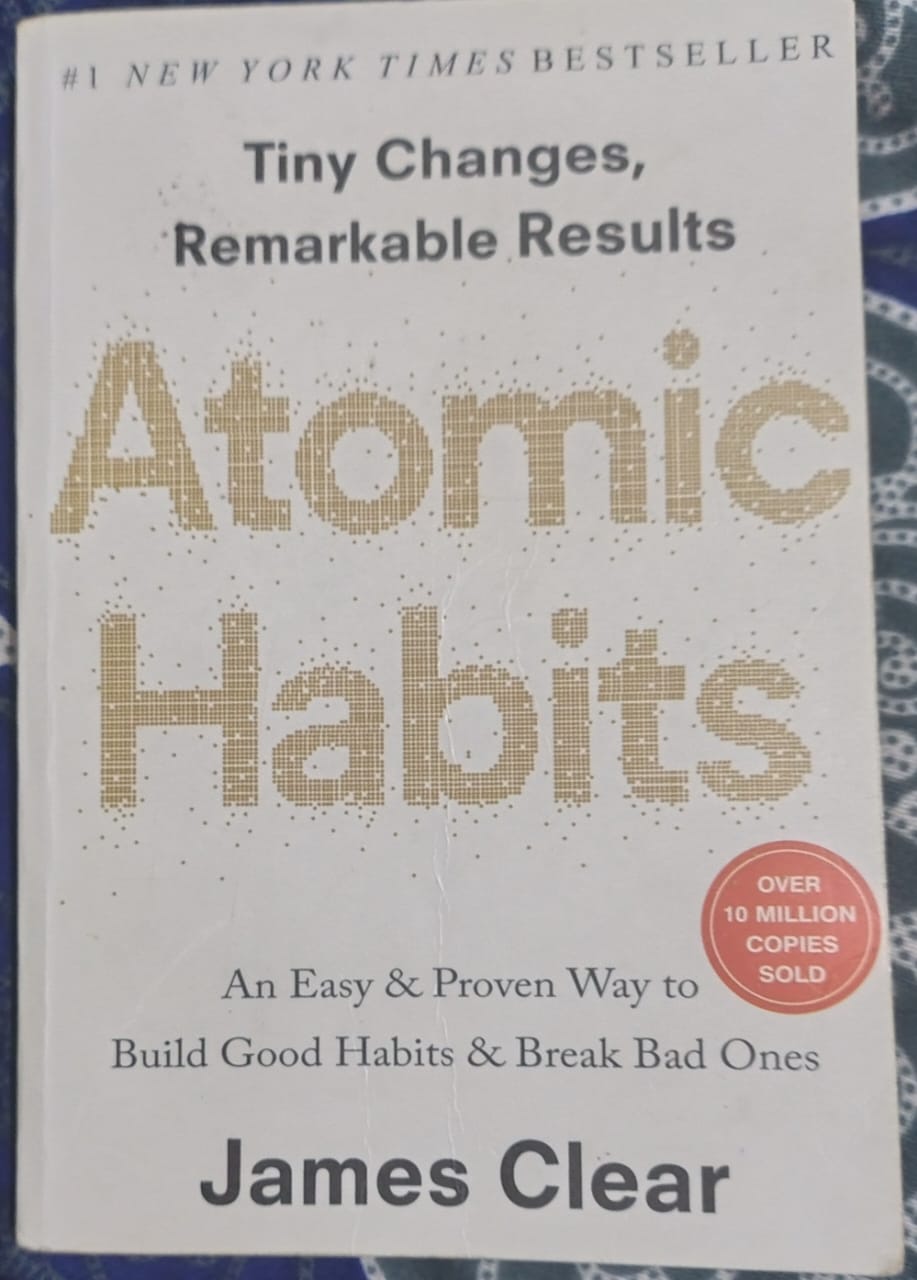 #1 NEW YORK TIMES BESTSELLER
Tiny Changes,
Remarkable Results
Atomic
Habits
OVER
10 MILLION
COPIES
SOLD
An Easy & Proven Way to
Build Good Habits & Break Bad Ones
James Clear